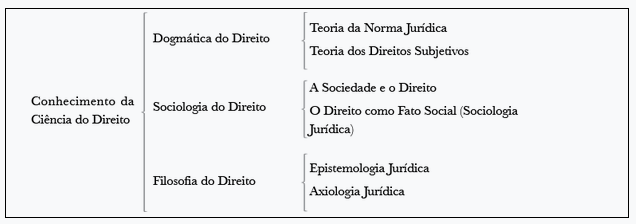 Dogmática do Direito
Teoria da Norma Jurídica
Teoria dos Direitos Subjetivos
Conhecimento da
Ciência do Direito
Sociologia do Direito
A Sociedade e o Direito
O Direito como Fato Social (Sociologia
Jurídica)
Filosofia do Direito
Epistemologia Jurídica
Axiologia Jurídica